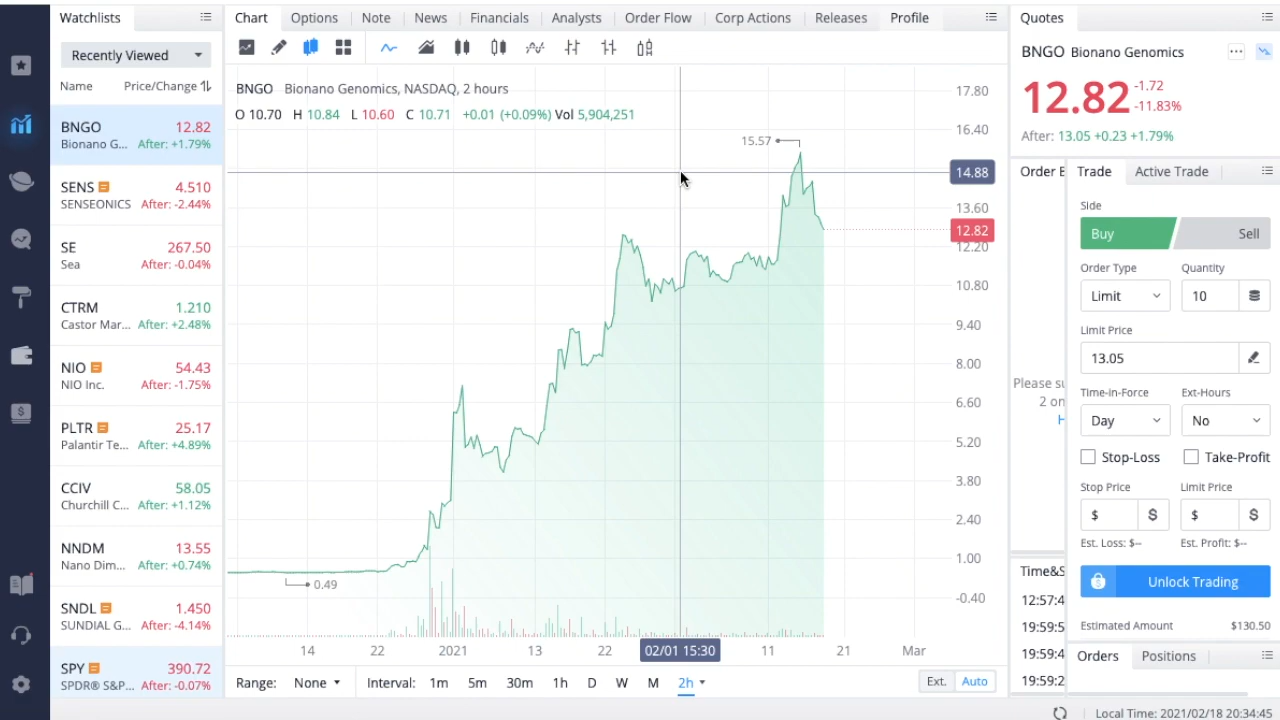 Watchlists
Recently Viewed
Name Price/Change
BNGO 12.82
Bionano G... After: +1.79%
SENS 4.510
SENSEONICS After: -2.44%
SE 267.50
Sea After: -0.04%
CTRM 1.210
Castor Mar... After: +2.48%
NIO 54.43
NIO Inc. After: -1.75%
PLTR 25.17
Palantir Te... After: +4.89%
CCIV 58.05
Churchill C... After: +1.12%
NNDM 13.55
Nano Dim... After: +0.74%
SNDL 1.450
SUNDIAL G... After: -4.14%
SPY 390.72
SPDR® S&P... After: -0.07%
Chart Options Note News Financials Analysts Order Flow Corp Actions Releases Profile
BNGO Bionano Genomics, NASDAQ, 2 hours
O 10.70 H 10.84 L 10.60 C 10.71 +0.01 (+0.09%) Vol 5,904,251
15.57
0.49
17.80
16.40
14.88
13.60
12.82
12.20
10.80
9.40
8.00
6.60
5.20
3.80
2.40
1.00
-0.40
14 22 2021 13 22 02/01 15:30 11 21 Mar
Range: None Interval: 1m 5m 30m 1h D W M 2h Ext. Auto
Quotes
BNGO Bionano Genomics
12.82 -1.72
-11.83%
After: 13.05 +0.23 +1.79%
Order E
Please su
2 on
H
Time&S
12:57:4
19:59:5
19:59:4
19:59:2
Trade Active Trade
Side
Buy Sell
Order Type Quantity
Limit 10
Limit Price
13.05
Time-in-Force Ext-Hours
Day No
Stop-Loss Take-Profit
Stop Price Limit Price
$ $ $ $
Est. Loss: $-- Est. Profit: $--
Unlock Trading
Estimated Amount $130.50
Orders Positions
Local Time: 2021/02/18 20:34:45